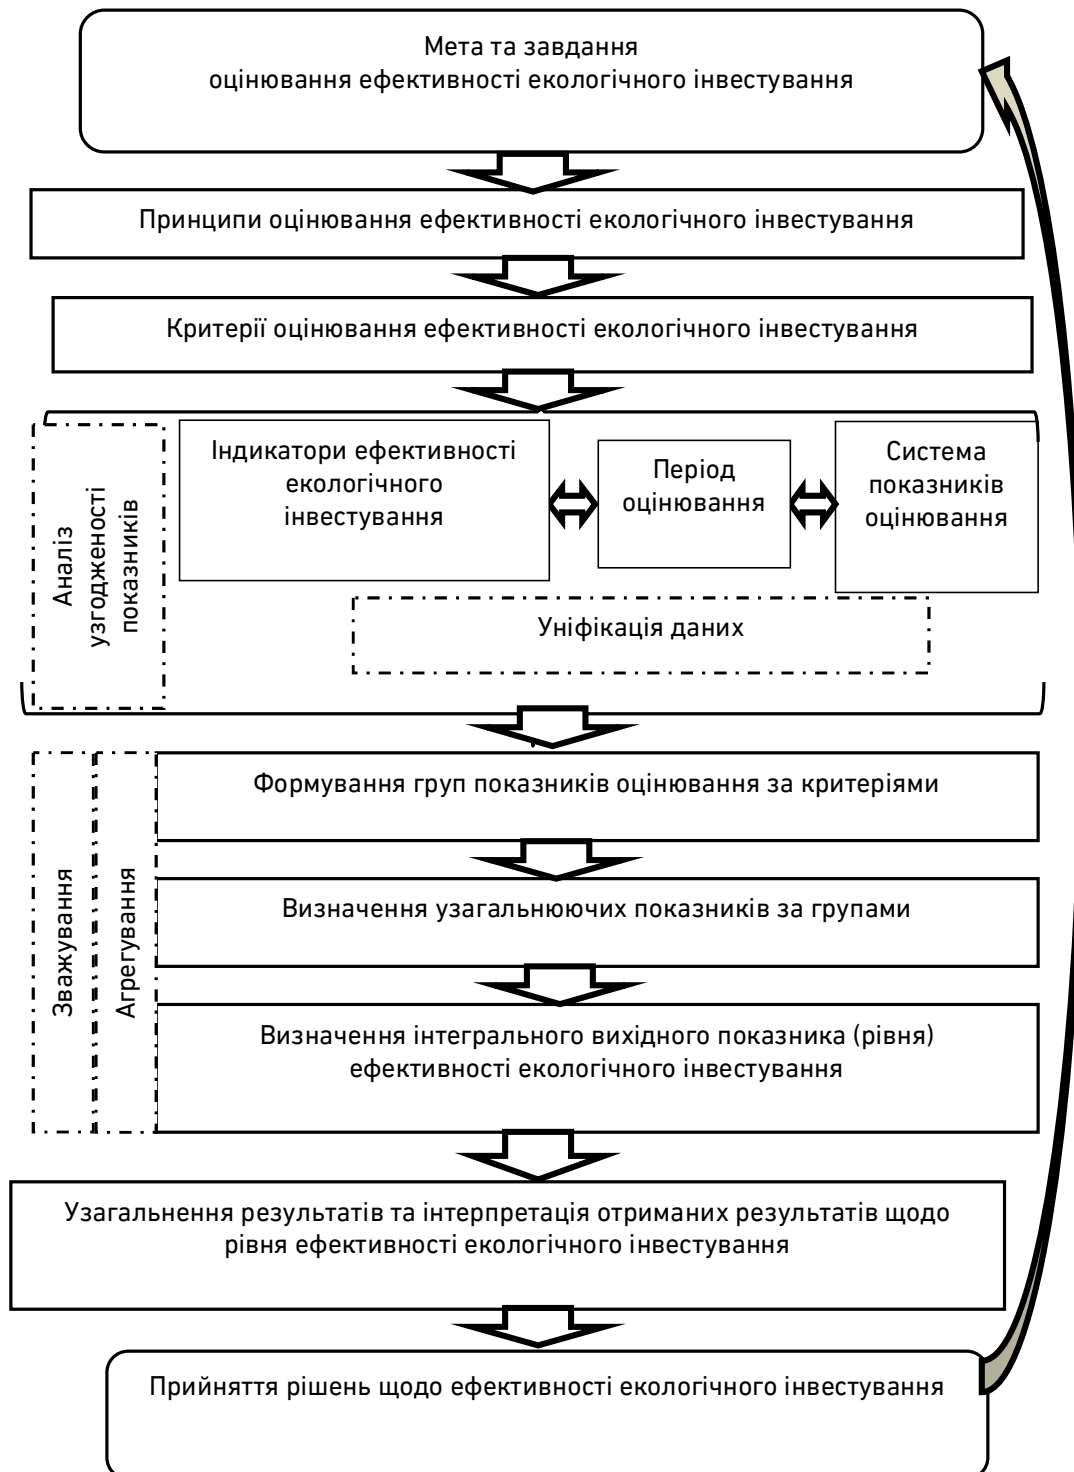 Мета та завдання
оцінювання ефективності екологічного інвестування
Принципи оцінювання ефективності екологічного інвестування
Критерії оцінювання ефективності екологічного інвестування
Аналіз
узгодженості
показників
Індикатори ефективності
екологічного
інвестування
Період
оцінювання
Система
показників
оцінювання
Уніфікація даних
Зважування
Агрегування
Формування груп показників оцінювання за критеріями
Визначення узагальнюючих показників за групами
Визначення інтегрального вихідного показника (рівня)
ефективності екологічного інвестування
Узагальнення результатів та інтерпретація отриманих результатів щодо
рівня ефективності екологічного інвестування
Прийняття рішень щодо ефективності екологічного інвестування